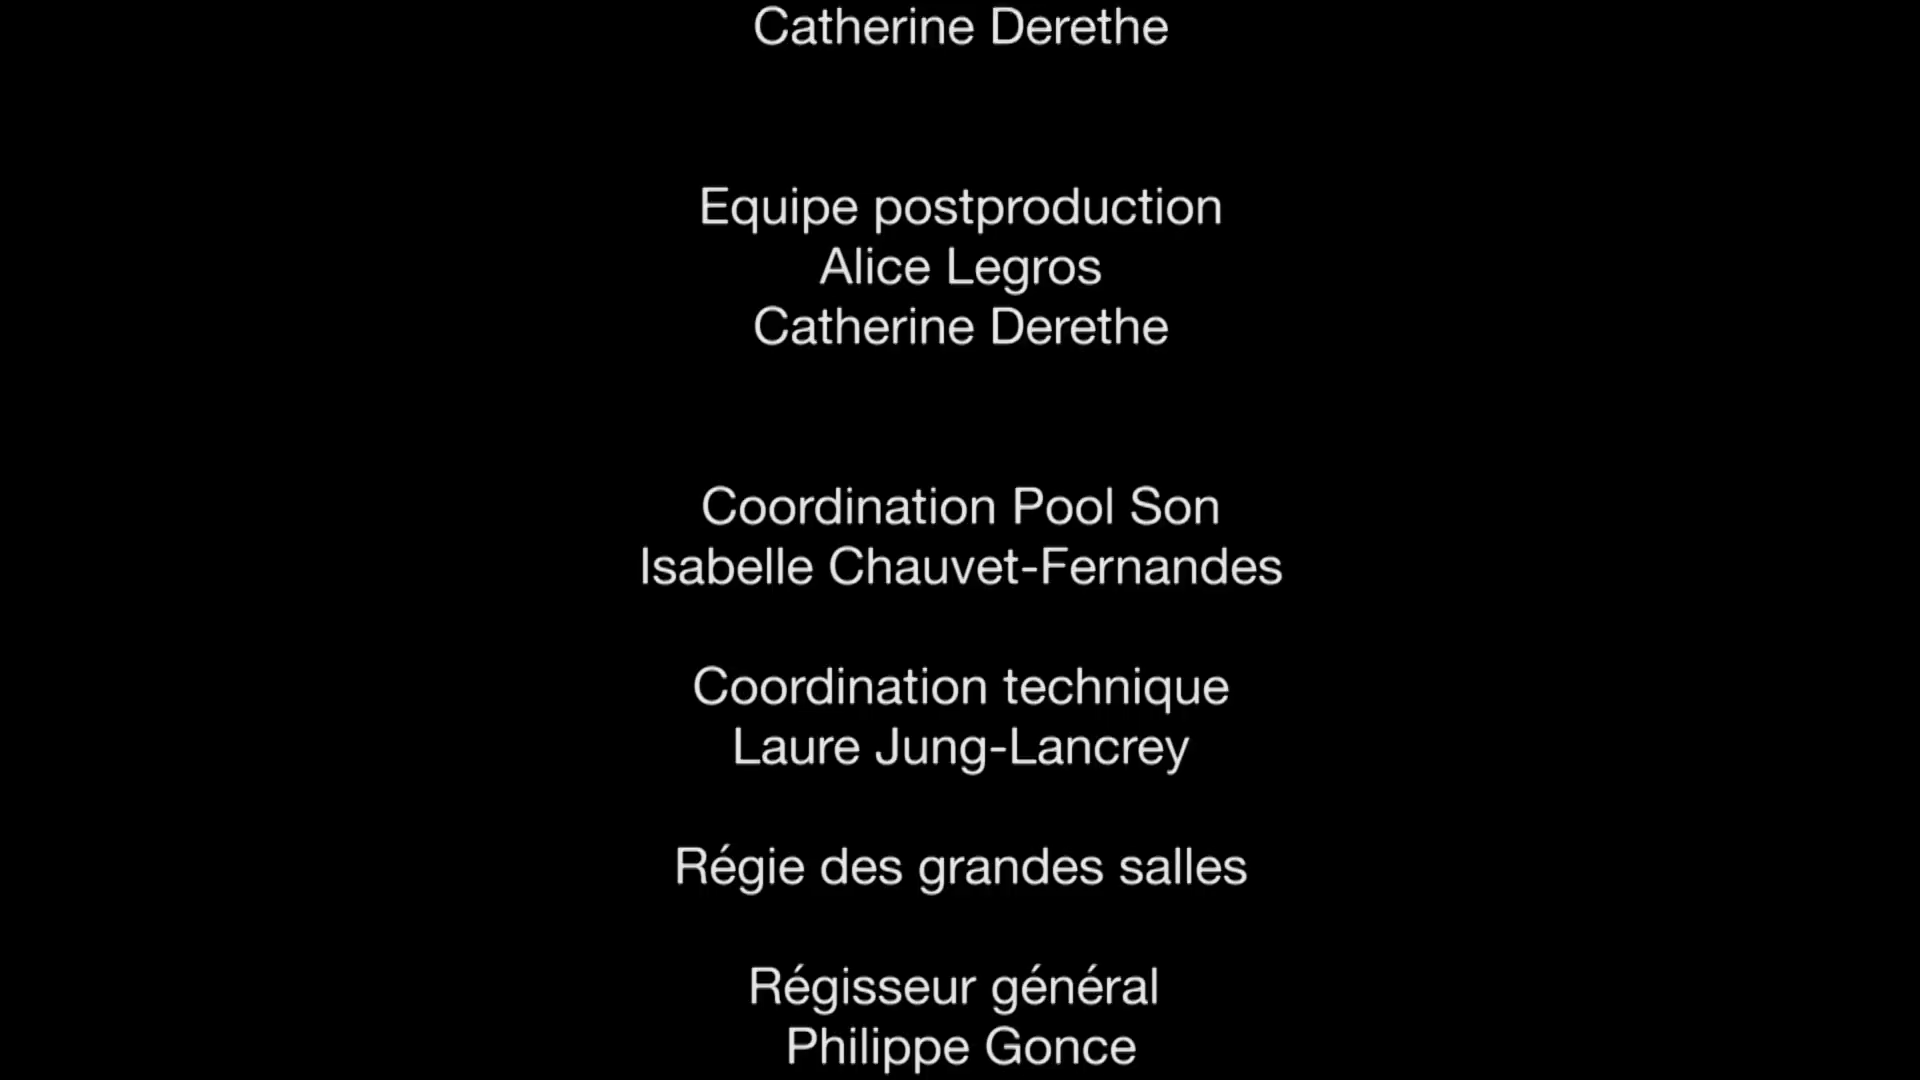 Catherine Derethe
Equipe postproduction
Alice Legros
Catherine Derethe
Coordination Pool Son
Isabelle Chauvet-Fernandes
Coordination technique
Laure Jung-Lancrey
Régie des grandes salles
Régisseur général
Philippe Gonce